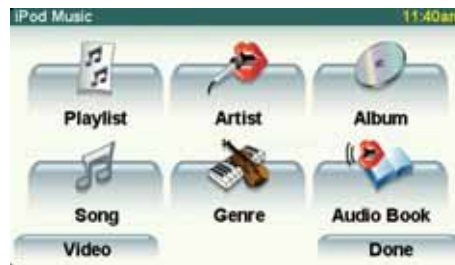 iPod Music 11:40am
Playlist Artist Album
Song Genre Audio Book
Video Done